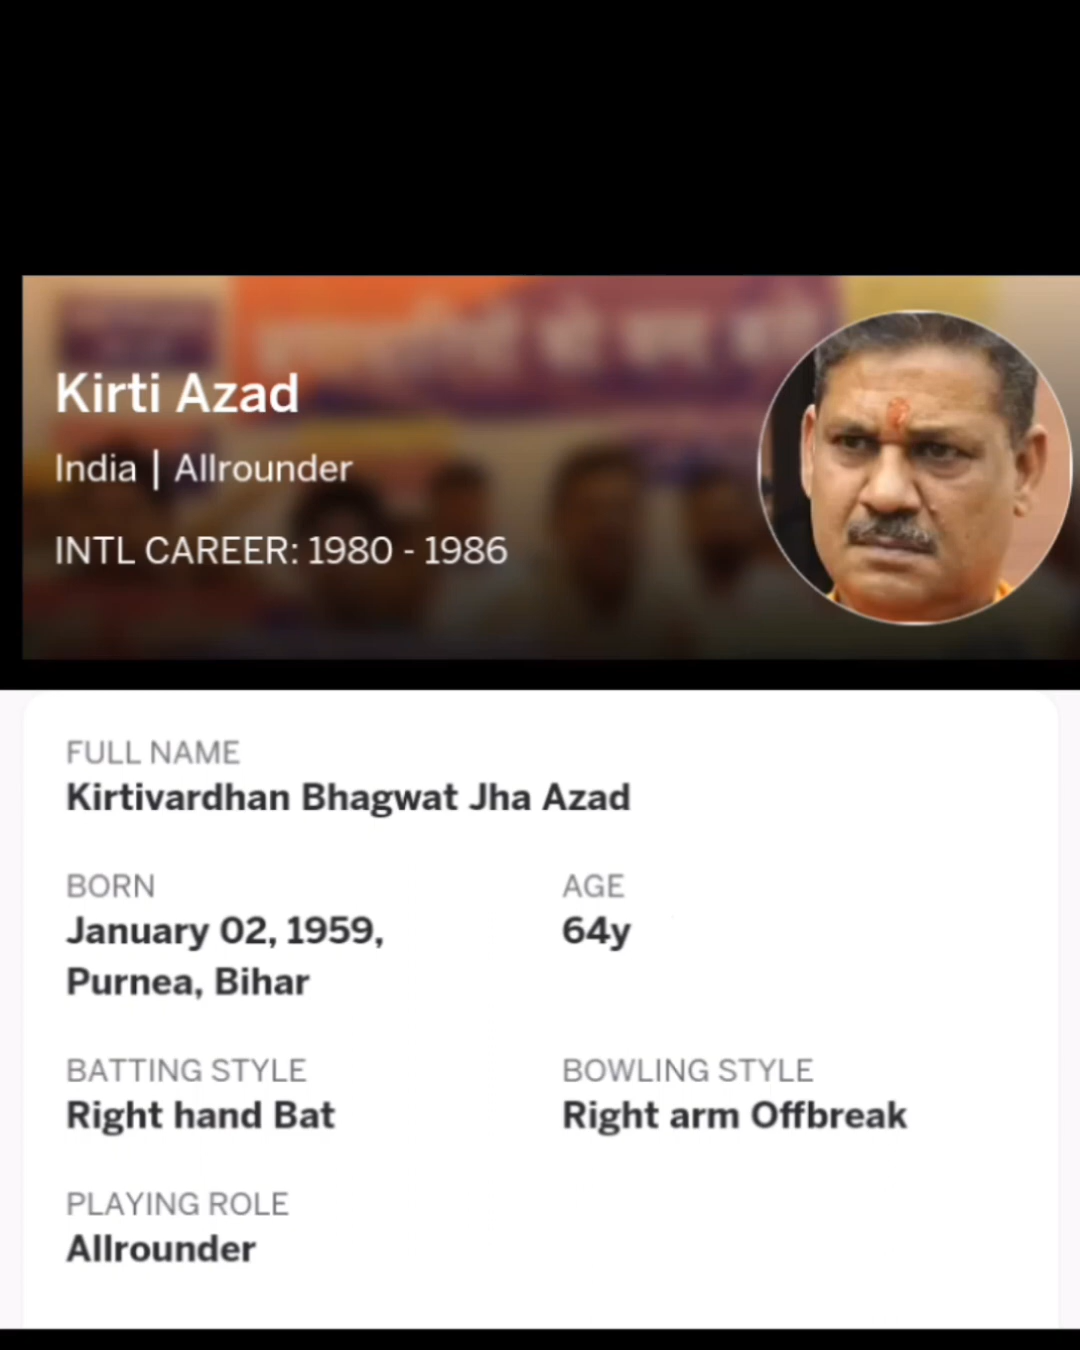 Kirti Azad
India | Allrounder
INTL CAREER: 1980 - 1986
FULL NAME
Kirtivardhan Bhagwat Jha Azad
BORN
January 02, 1959,
Purnea, Bihar
AGE
64y
BATTING STYLE
Right hand Bat
BOWLING STYLE
Right arm Offbreak
PLAYING ROLE
Allrounder